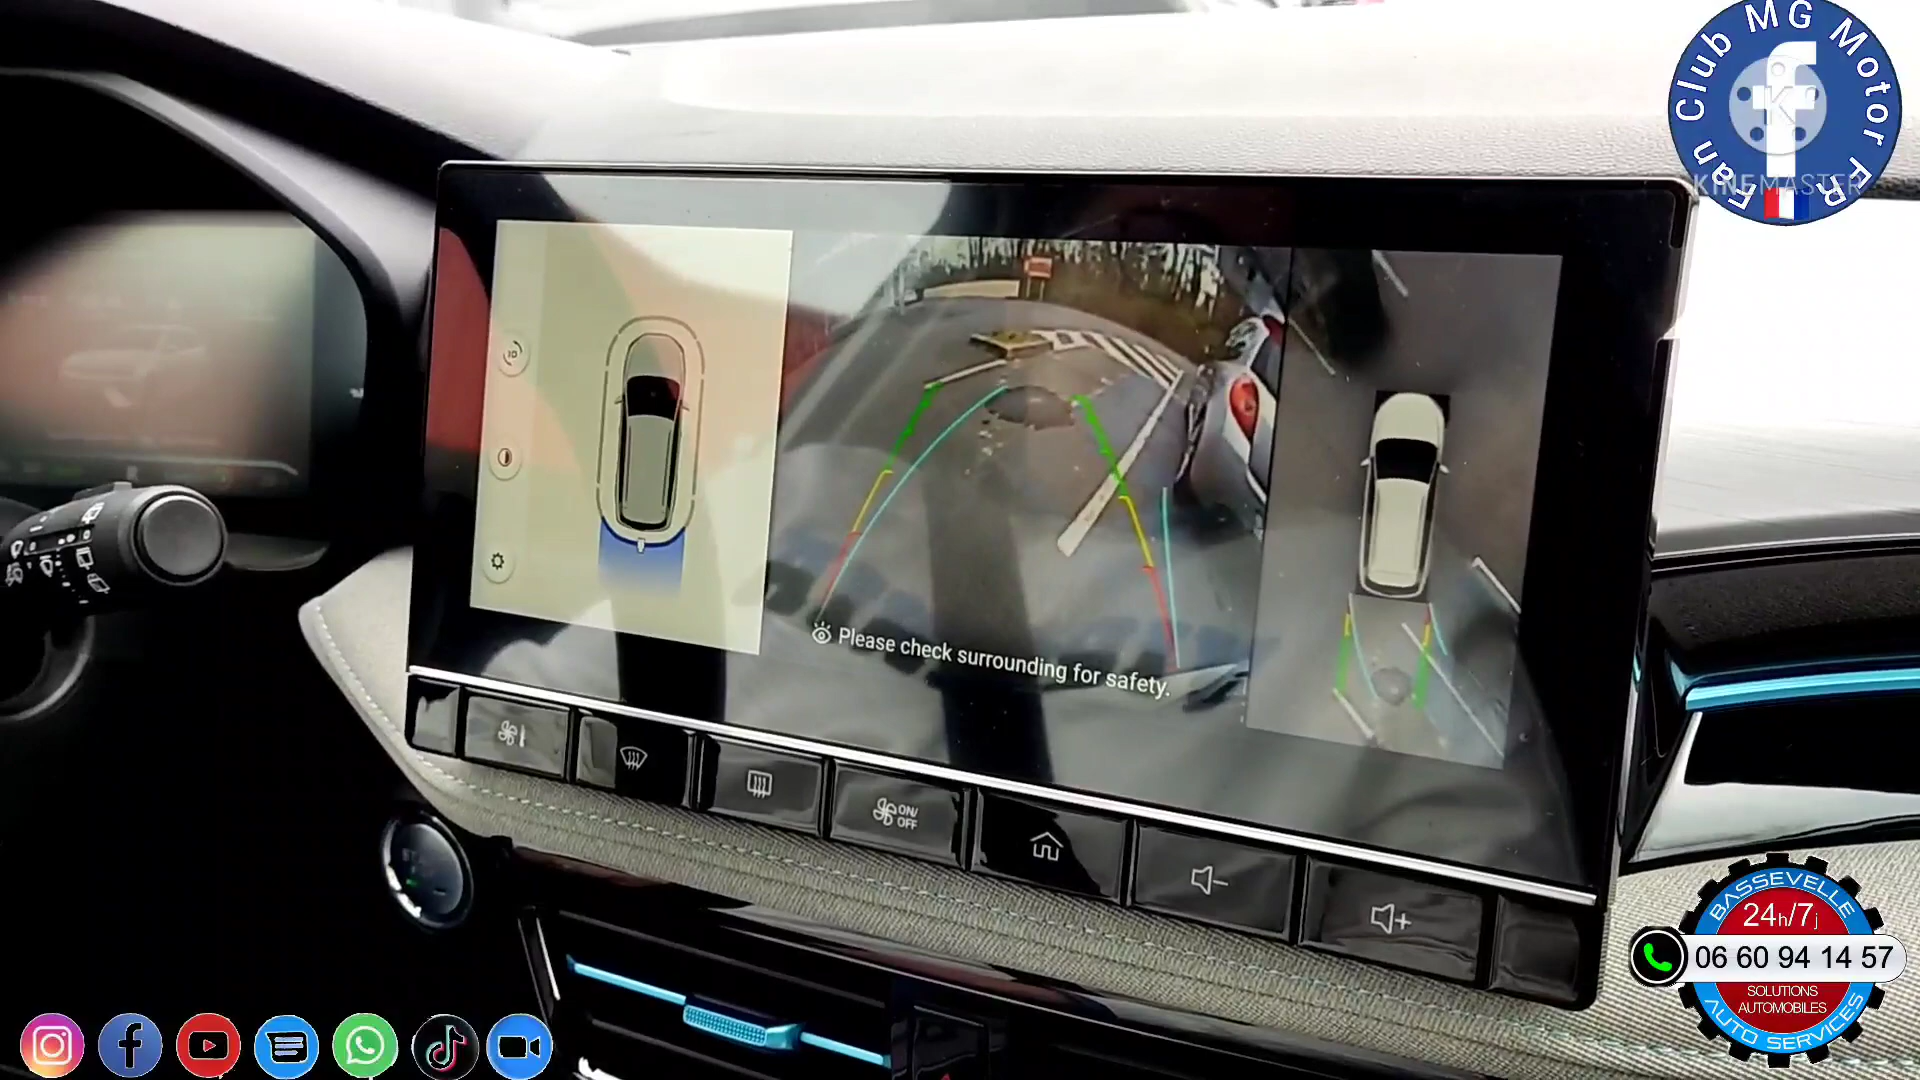 Fan Club MG Motor FR
KINEMASTER
Please check surrounding for safety.
ON/
OFF
BASSEVELLE
24h/7j
06 60 94 14 57
SOLUTIONS
AUTOMOBILES
AUTO SERVICES